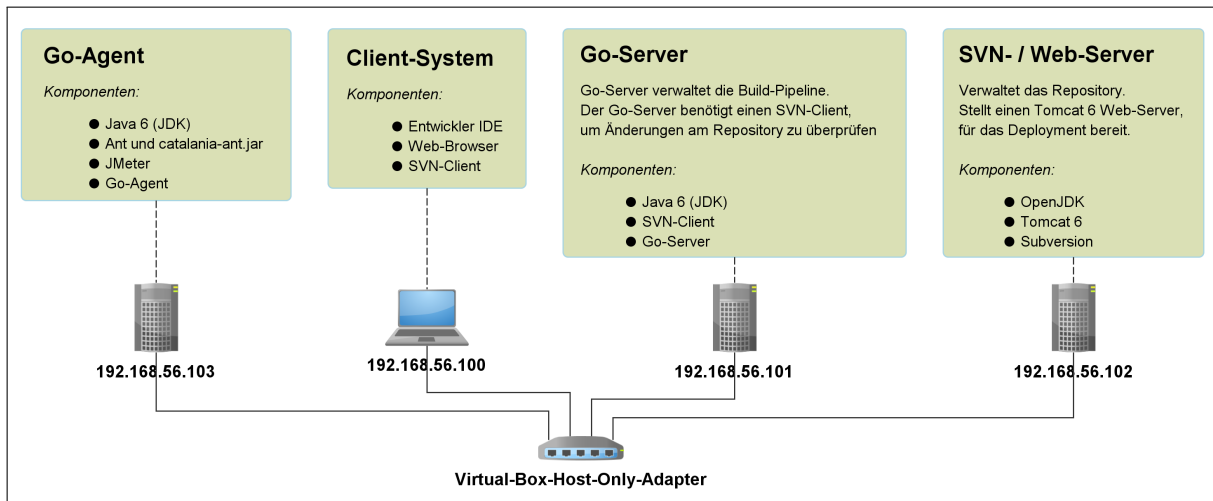 Go-Agent
Komponenten:
● Java 6 (JDK)
● Ant und catalania-ant.jar
● JMeter
● Go-Agent
192.168.56.103
Client-System
Komponenten:
● Entwickler IDE
● Web-Browser
● SVN-Client
192.168.56.100
Go-Server
Go-Server verwaltet die Build-Pipeline.
Der Go-Server benötigt einen SVN-Client,
um Änderungen am Repository zu überprüfen
Komponenten:
● Java 6 (JDK)
● SVN-Client
● Go-Server
192.168.56.101
SVN- / Web-Server
Verwaltet das Repository.
Stellt einen Tomcat 6 Web-Server,
für das Deployment bereit.
Komponenten:
● OpenJDK
● Tomcat 6
● Subversion
192.168.56.102
Virtual-Box-Host-Only-Adapter